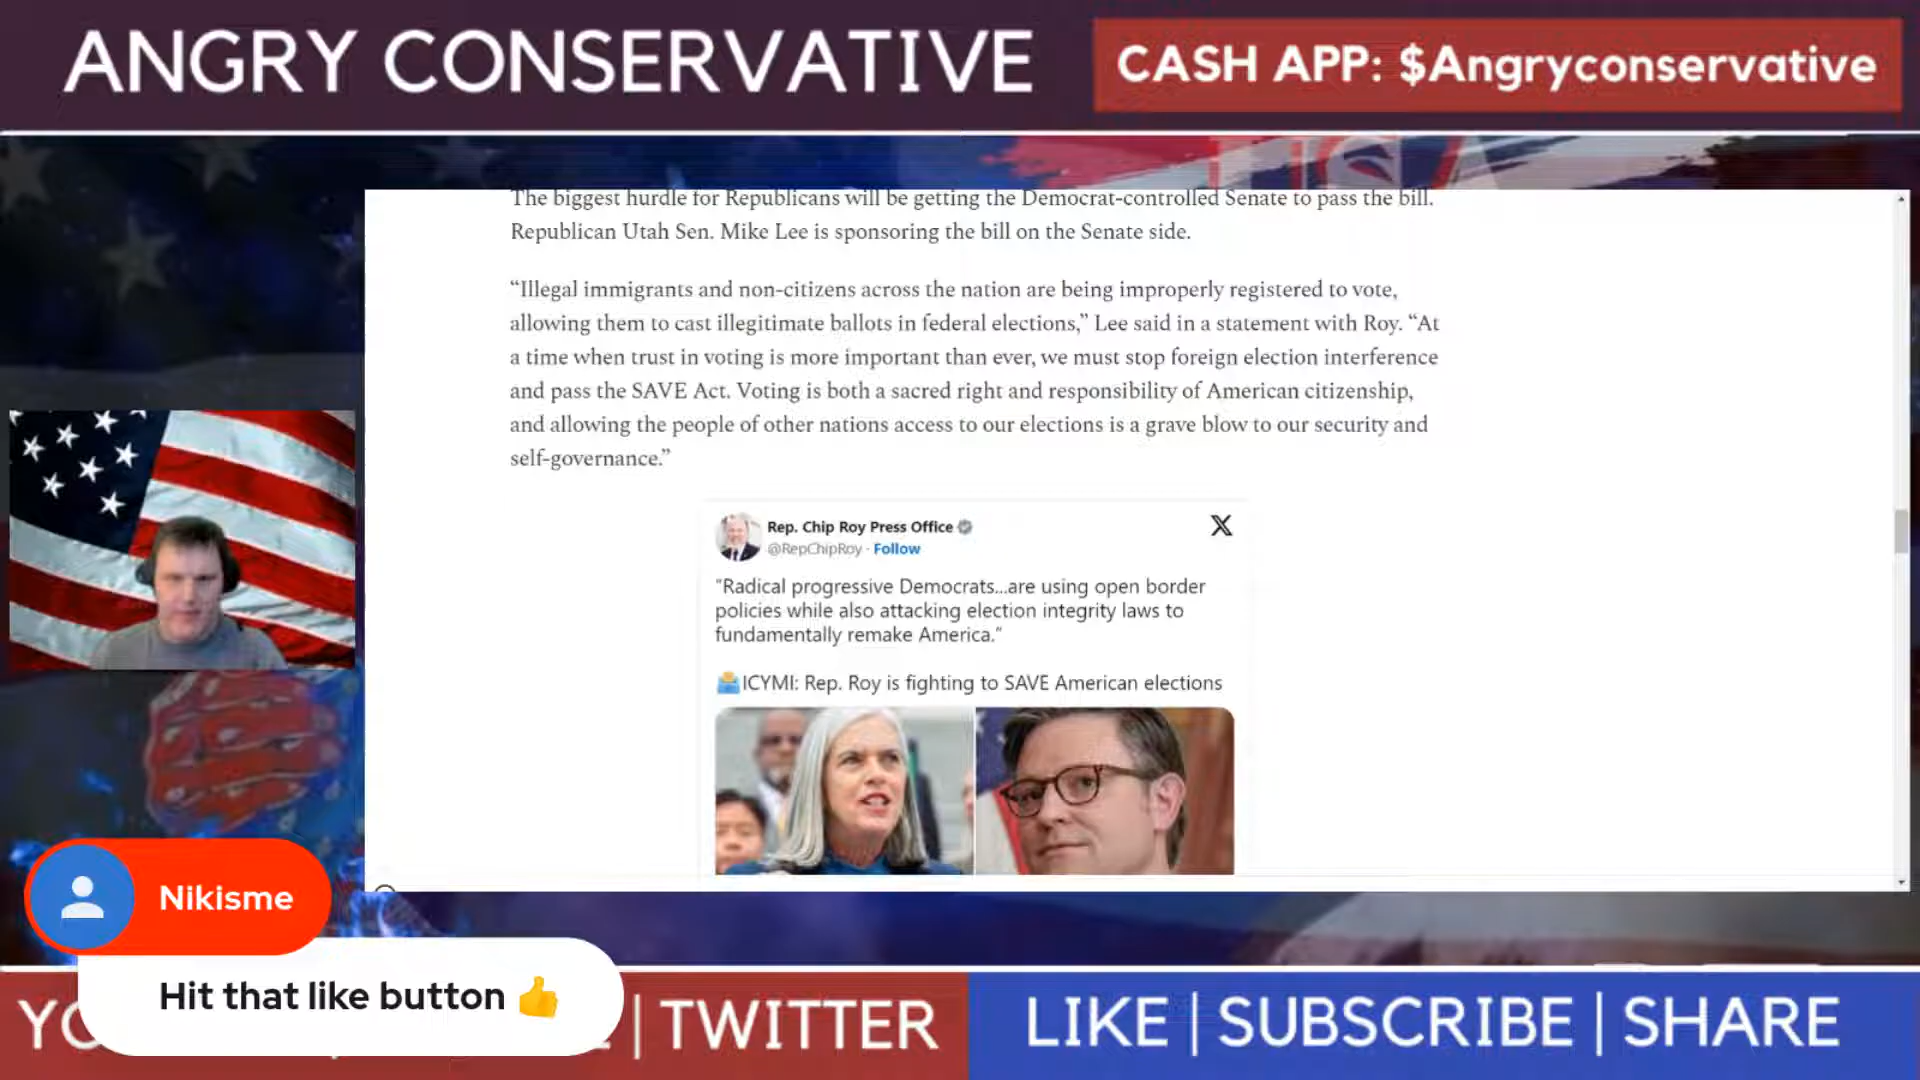 ANGRY CONSERVATIVE
CASH APP: $Angryconservative
USA
The biggest hurdle for Republicans will be getting the Democrat-controlled Senate to pass the bill.
Republican Utah Sen. Mike Lee is sponsoring the bill on the Senate side.
“Illegal immigrants and non-citizens across the nation are being improperly registered to vote,
allowing them to cast illegitimate ballots in federal elections,” Lee said in a statement with Roy. “At
a time when trust in voting is more important than ever, we must stop foreign election interference
and pass the SAVE Act. Voting is both a sacred right and responsibility of American citizenship,
and allowing the people of other nations access to our elections is a grave blow to our security and
self-governance.”
Rep. Chip Roy Press Office
@RepChipRoy · Follow
X
"Radical progressive Democrats...are using open border
policies while also attacking election integrity laws to
fundamentally remake America."
🗳️ICYMI: Rep. Roy is fighting to SAVE American elections
Nikisme
Hit that like button 👍
| TWITTER
LIKE | SUBSCRIBE | SHARE